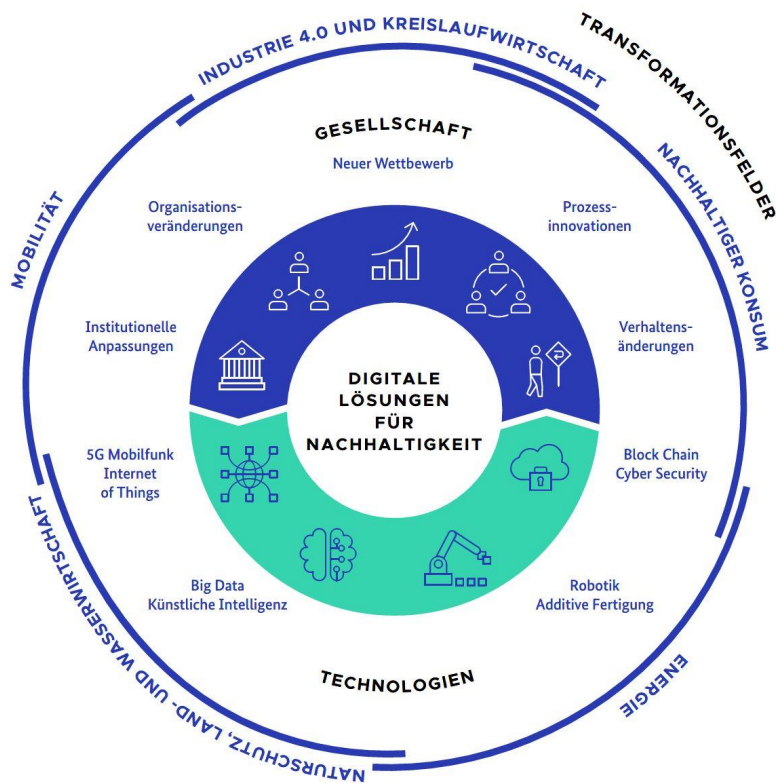 INDUSTRIE 4.0 UND KREISLAUFWIRTSCHAFT
TRANSFORMATIONSFELDER
NACHHALTIGER KONSUM
MOBILITÄT
GESELLSCHAFT
Neuer Wettbewerb
Organisations-
veränderungen
Prozess-
innovationen
Institutionelle
Anpassungen
Verhaltens-
änderungen
DIGITALE
LÖSUNGEN
FÜR
NACHHALTIGKEIT
5G Mobilfunk
Internet
of Things
Block Chain
Cyber Security
Big Data
Künstliche Intelligenz
Robotik
Additive Fertigung
TECHNOLOGIEN
ENERGIE
NATURSCHUTZ, LAND- UND WASSERWIRTSCHAFT